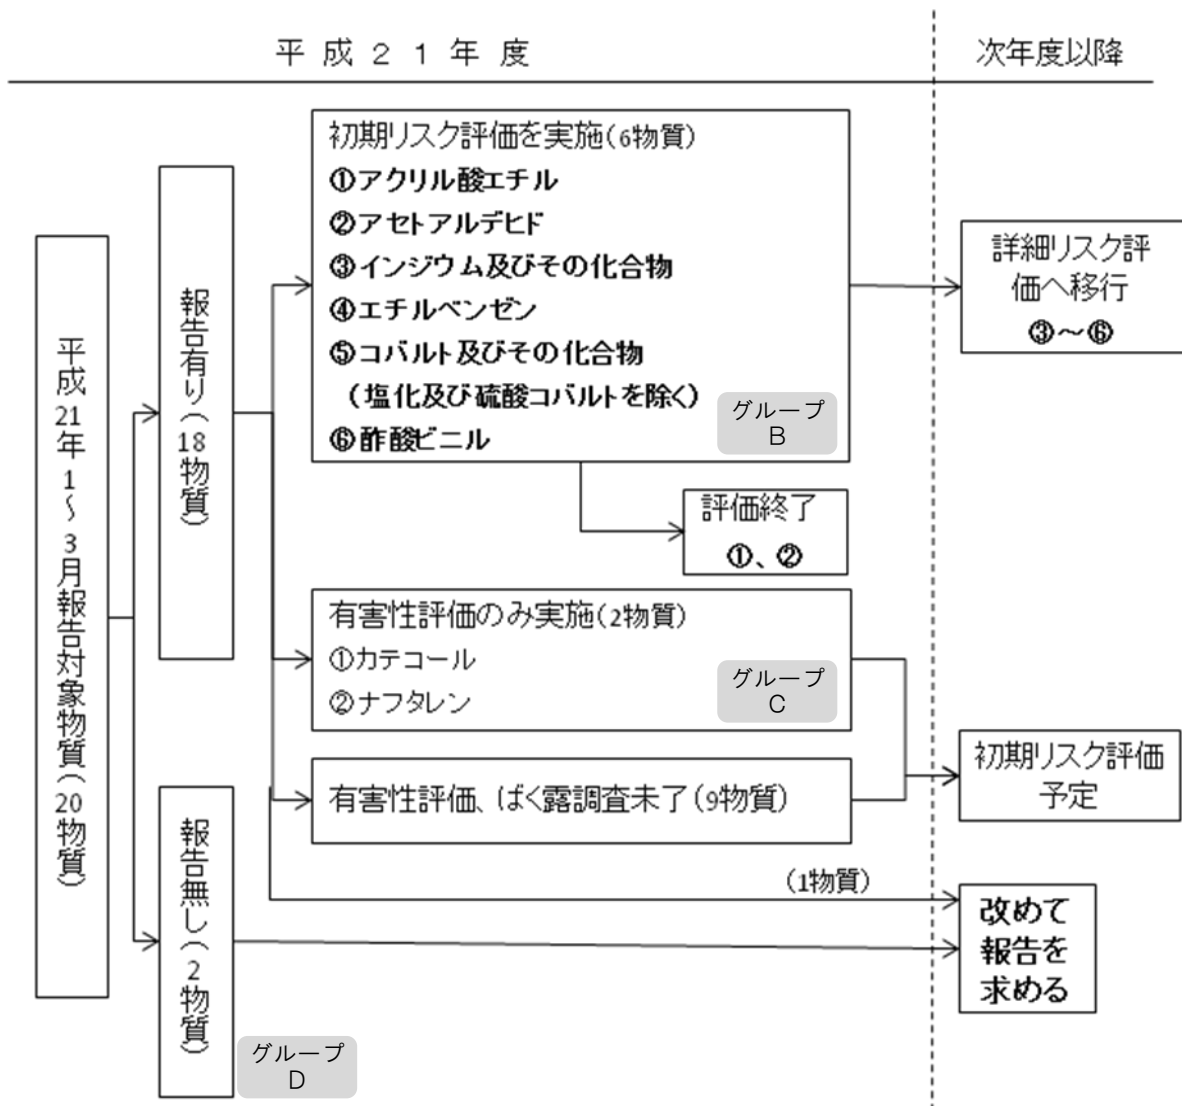 平成21年度
次年度以降
平成21年1～3月報告対象物質（20物質）
報告有り（18物質）
報告無し（2物質）
グループ
D
初期リスク評価を実施(6物質)
①アクリル酸エチル
②アセトアルデヒド
③インジウム及びその化合物
④エチルベンゼン
⑤コバルト及びその化合物
（塩化及び硫酸コバルトを除く）
⑥酢酸ビニル
グループ
B
評価終了
①、②
有害性評価のみ実施(2物質)
①カテコール
②ナフタレン
グループ
C
有害性評価、ばく露調査未了(9物質)
(1物質)
詳細リスク評
価へ移行
③～⑥
初期リスク評価
予定
改めて
報告を
求める